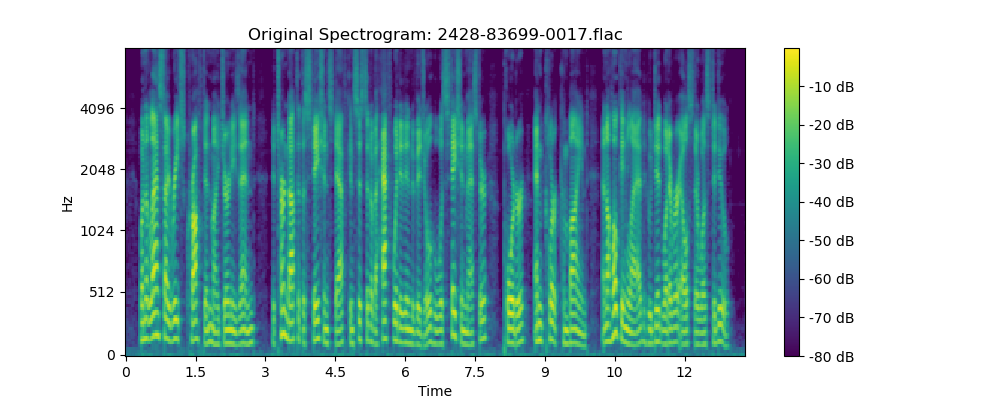 Original Spectrogram: 2428-83699-0017.flac
Hz
4096
2048
1024
512
0
0 1.5 3 4.5 6 7.5 9 10 12
Time
-10 dB
-20 dB
-30 dB
-40 dB
-50 dB
-60 dB
-70 dB
-80 dB